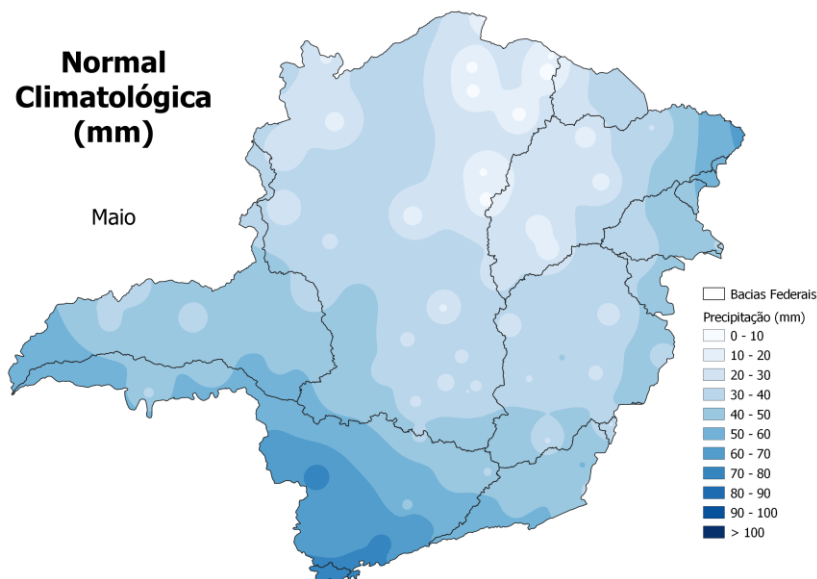 Normal
Climatológica
(mm)
Maio
Bacias Federais
Precipitação (mm)
0 - 10
10 - 20
20 - 30
30 - 40
40 - 50
50 - 60
60 - 70
70 - 80
80 - 90
90 - 100
> 100